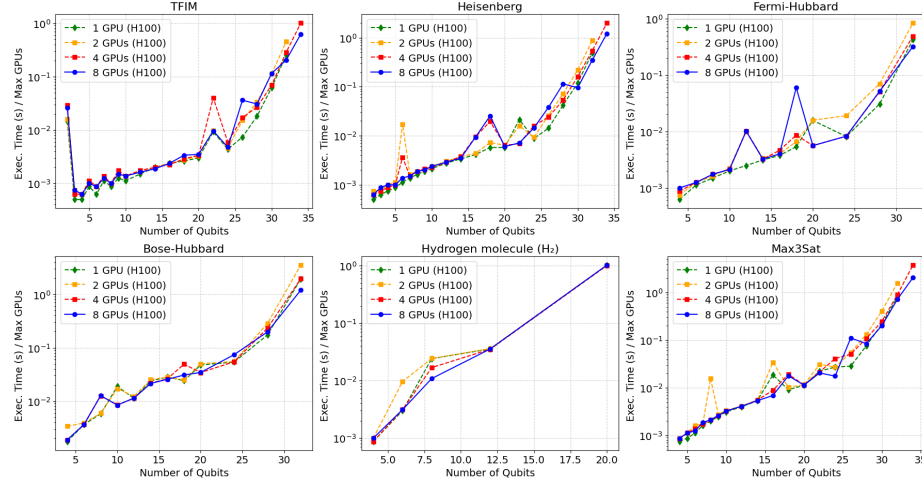 TFIM
Exec. Time (s) / Max GPUs
10⁰
10⁻¹
10⁻²
10⁻³
1 GPU (H100)
2 GPUs (H100)
4 GPUs (H100)
8 GPUs (H100)
5 10 15 20 25 30 35
Number of Qubits
Heisenberg
Exec. Time (s) / Max GPUs
10⁰
10⁻¹
10⁻²
10⁻³
1 GPU (H100)
2 GPUs (H100)
4 GPUs (H100)
8 GPUs (H100)
5 10 15 20 25 30 35
Number of Qubits
Fermi-Hubbard
Exec. Time (s) / Max GPUs
10⁰
10⁻¹
10⁻²
10⁻³
1 GPU (H100)
2 GPUs (H100)
4 GPUs (H100)
8 GPUs (H100)
5 10 15 20 25 30
Number of Qubits
Bose-Hubbard
Exec. Time (s) / Max GPUs
10⁰
10⁻¹
10⁻²
1 GPU (H100)
2 GPUs (H100)
4 GPUs (H100)
8 GPUs (H100)
5 10 15 20 25 30
Number of Qubits
Hydrogen molecule (H₂)
Exec. Time (s) / Max GPUs
10⁰
10⁻¹
10⁻²
10⁻³
1 GPU (H100)
2 GPUs (H100)
4 GPUs (H100)
8 GPUs (H100)
5.0 7.5 10.0 12.5 15.0 17.5 20.0
Number of Qubits
Max3Sat
Exec. Time (s) / Max GPUs
10⁰
10⁻¹
10⁻²
10⁻³
1 GPU (H100)
2 GPUs (H100)
4 GPUs (H100)
8 GPUs (H100)
5 10 15 20 25 30 35
Number of Qubits